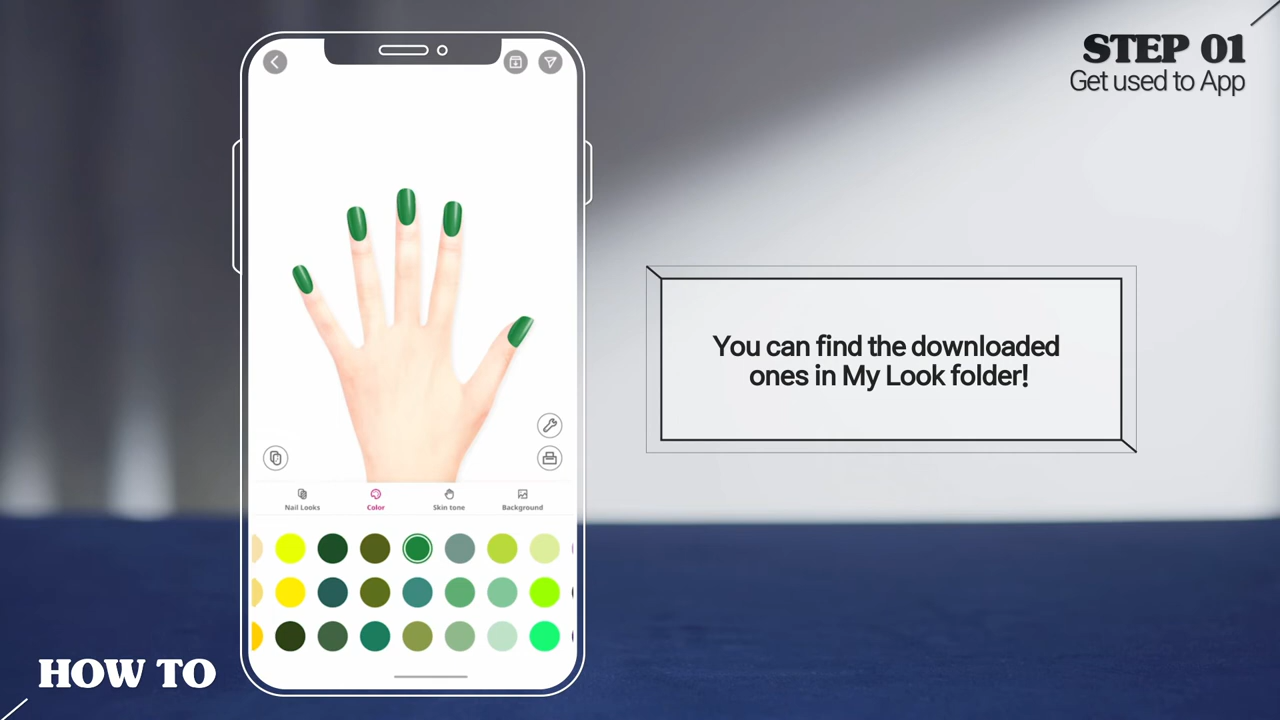 STEP 01
Get used to App
You can find the downloaded
ones in My Look folder!
Nail Looks
Color
Skin tone
Background
HOW TO